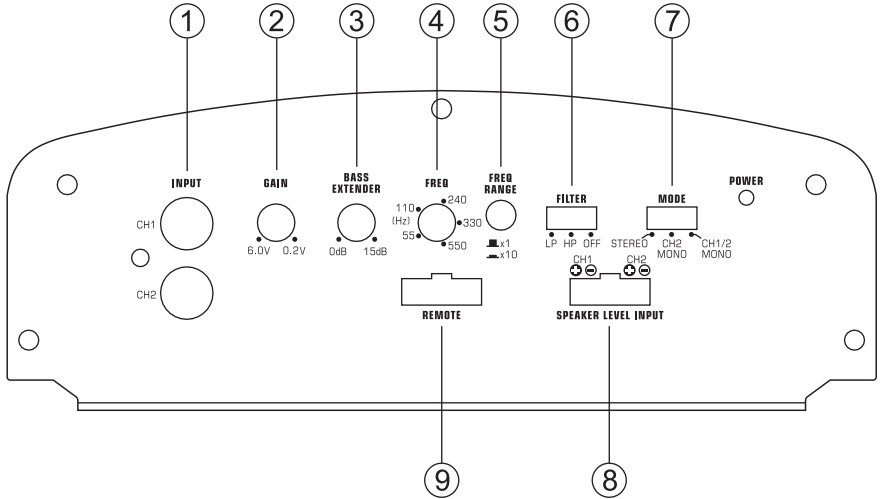 1 2 3 4 5 6 7
INPUT GAIN BASS EXTENDER FREQ FREQ RANGE FILTER MODE POWER
CH1
CH2
6.0V 0.2V
0dB 15dB
110 240
(Hz) 330
55 550
x1
x10
LP HP OFF
STEREO CH2 MONO CH1/2 MONO
CH1 CH2
+ - + -
REMOTE
SPEAKER LEVEL INPUT
9 8